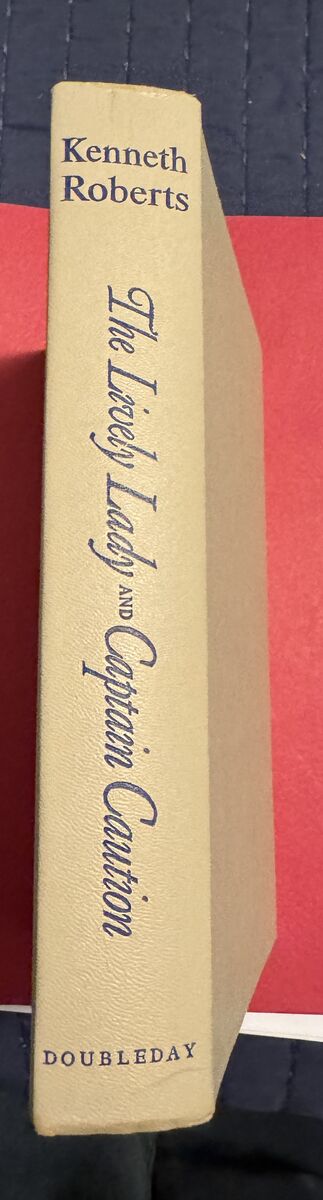 Kenneth
Roberts
The Lively Lady AND Captain Caution
DOUBLEDAY